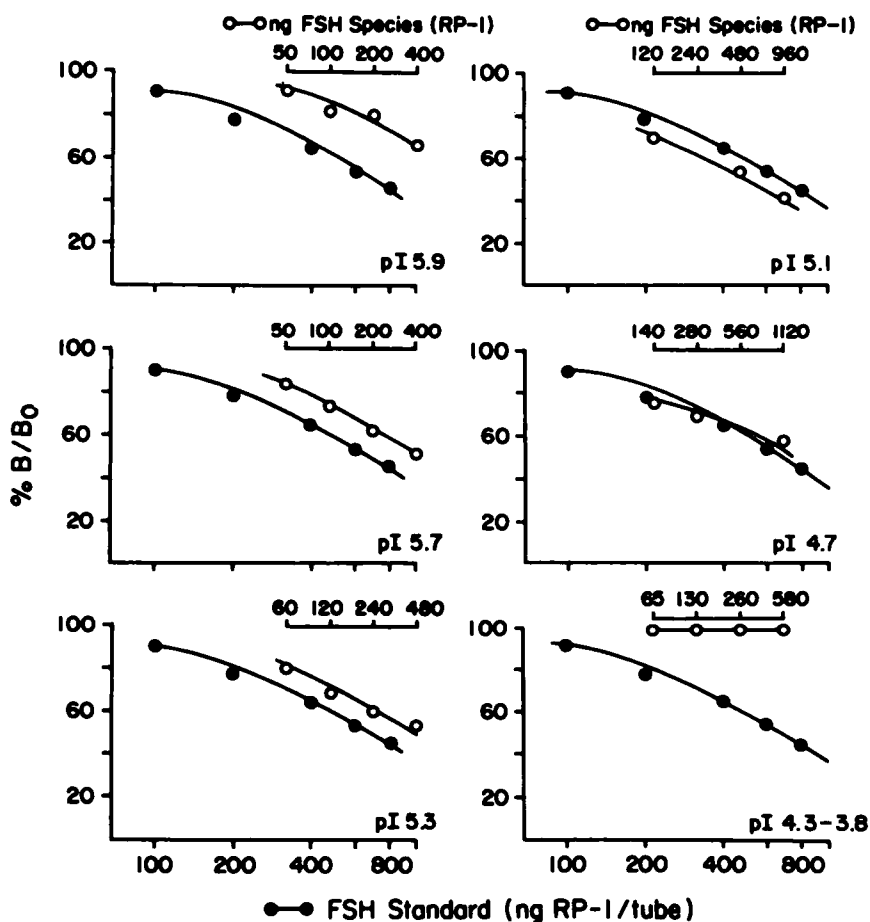 ng FSH Species (RP-1)
50 100 200 400
100
60
20
pI 5.9
ng FSH Species (RP-1)
120 240 480 960
100
60
20
pI 5.1
50 100 200 400
100
60
20
pI 5.7
140 280 560 1120
100
60
20
pI 4.7
60 120 240 480
100
60
20
pI 5.3
65 130 260 580
100
60
20
pI 4.3-3.8
% B/B0
100 200 400 800
100 200 400 800
FSH Standard (ng RP-1/tube)